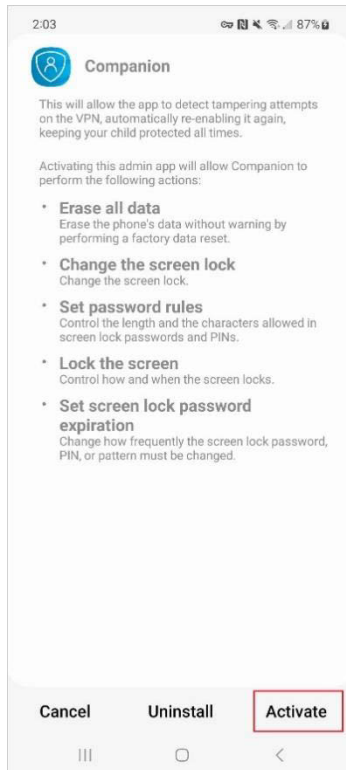 2:03 87%
Companion
This will allow the app to detect tampering attempts
on the VPN, automatically re-enabling it again,
keeping your child protected all times.
Activating this admin app will allow Companion to
perform the following actions:
• Erase all data
Erase the phone's data without warning by
performing a factory data reset.
• Change the screen lock
Change the screen lock.
• Set password rules
Control the length and the characters allowed in
screen lock passwords and PINs.
• Lock the screen
Control how and when the screen locks.
• Set screen lock password
expiration
Change how frequently the screen lock password,
PIN, or pattern must be changed.
Cancel Uninstall Activate